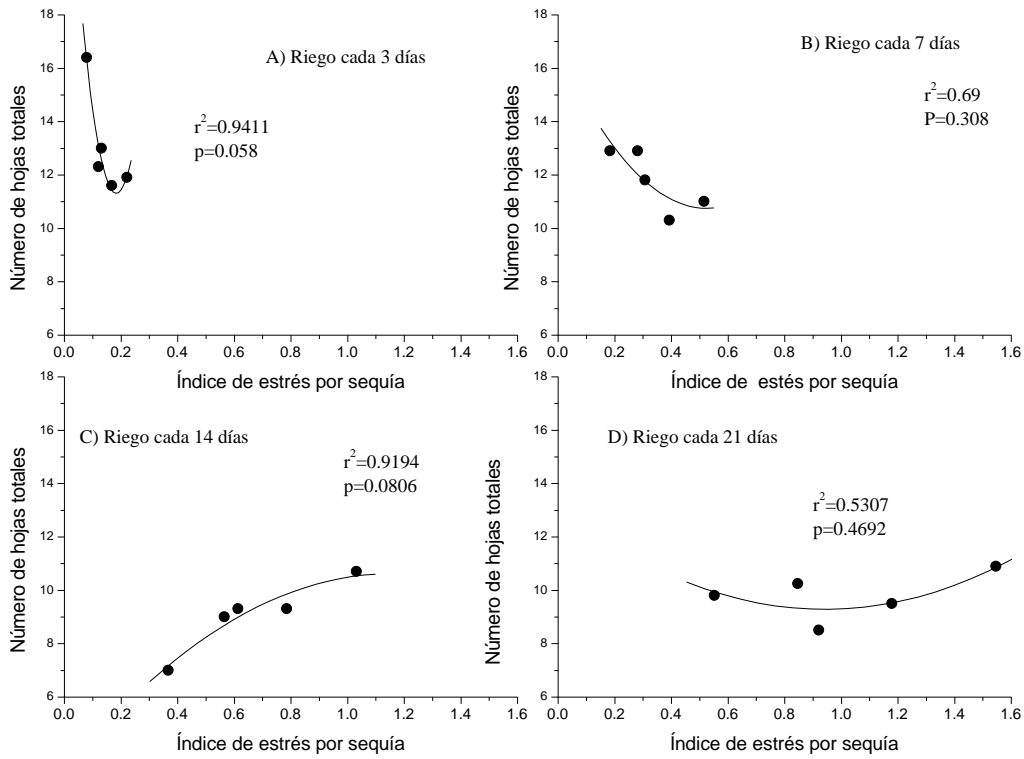 A) Riego cada 3 días
r²=0.9411
p=0.058
Número de hojas totales
18
16
14
12
10
8
6
0.0 0.2 0.4 0.6 0.8 1.0 1.2 1.4 1.6
Índice de estrés por sequía
B) Riego cada 7 días
r²=0.69
P=0.308
Número de hojas totales
18
16
14
12
10
8
6
0.0 0.2 0.4 0.6 0.8 1.0 1.2 1.4 1.6
Índice de estés por sequía
C) Riego cada 14 días
r²=0.9194
p=0.0806
Número de hojas totales
18
16
14
12
10
8
6
0.0 0.2 0.4 0.6 0.8 1.0 1.2 1.4 1.6
Índice de estrés por sequía
D) Riego cada 21 días
r²=0.5307
p=0.4692
Número de hojas totales
18
16
14
12
10
8
6
0.0 0.2 0.4 0.6 0.8 1.0 1.2 1.4 1.6
Índice de estrés por sequía